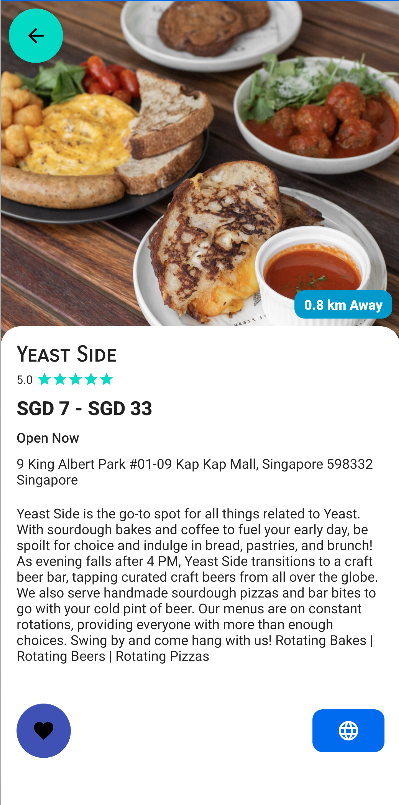 0.8 km Away
Yeast Side
5.0
SGD 7 - SGD 33
Open Now
9 King Albert Park #01-09 Kap Kap Mall, Singapore 598332
Singapore
Yeast Side is the go-to spot for all things related to Yeast.
With sourdough bakes and coffee to fuel your early day, be
spoilt for choice and indulge in bread, pastries, and brunch!
As evening falls after 4 PM, Yeast Side transitions to a craft
beer bar, tapping curated craft beers from all over the globe.
We also serve handmade sourdough pizzas and bar bites to
go with your cold pint of beer. Our menus are on constant
rotations, providing everyone with more than enough
choices. Swing by and come hang with us! Rotating Bakes |
Rotating Beers | Rotating Pizzas